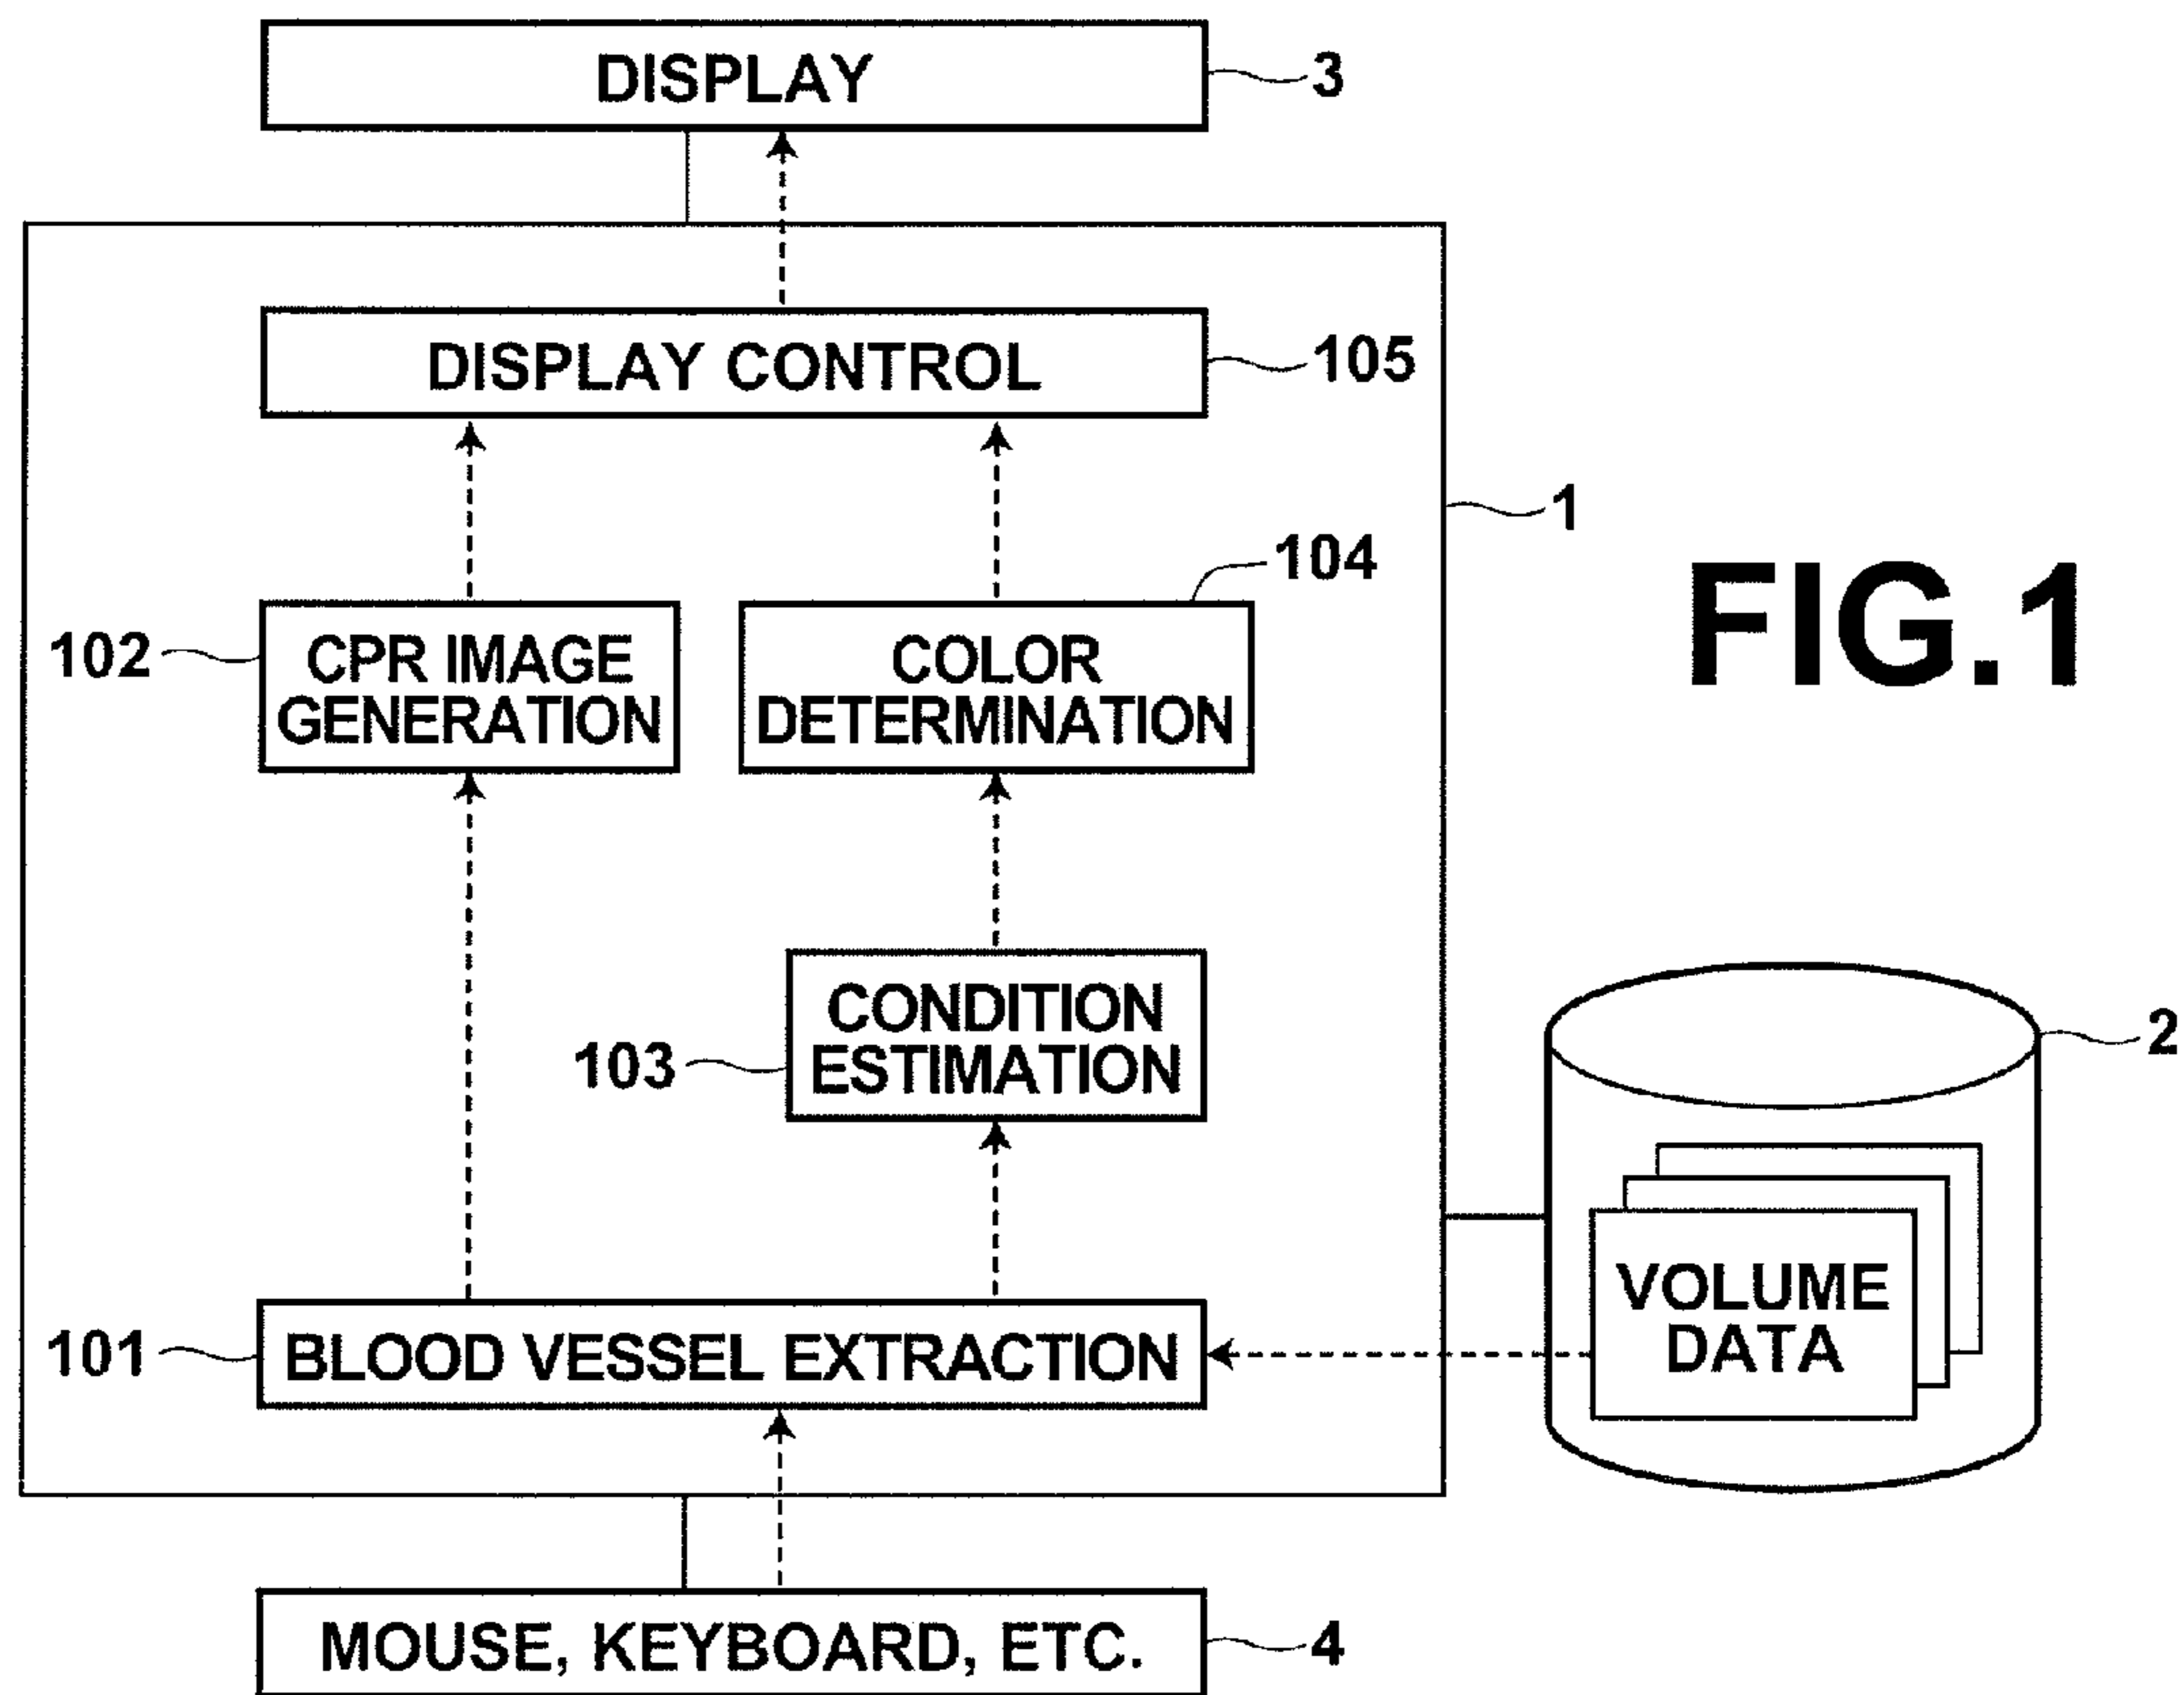 DISPLAY
3
DISPLAY CONTROL
105
1
104
FIG.1
102
CPR IMAGE
GENERATION
COLOR
DETERMINATION
103
CONDITION
ESTIMATION
2
VOLUME
DATA
101
BLOOD VESSEL EXTRACTION
MOUSE, KEYBOARD, ETC.
4